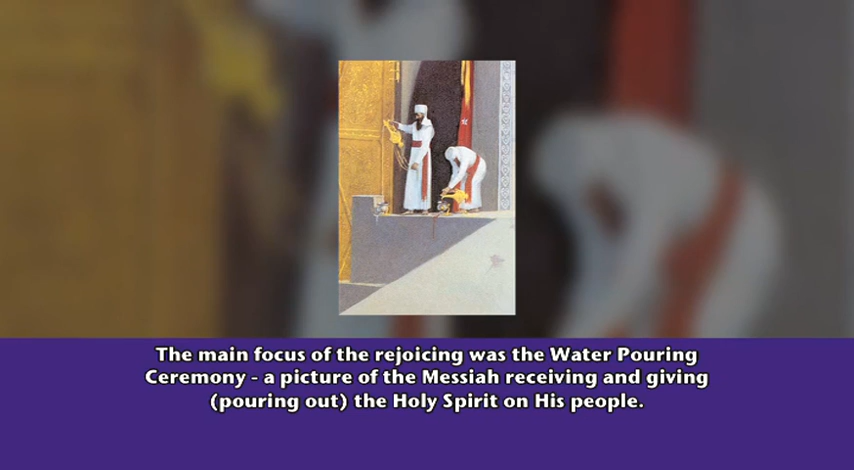 The main focus of the rejoicing was the Water Pouring
Ceremony - a picture of the Messiah receiving and giving
(pouring out) the Holy Spirit on His people.